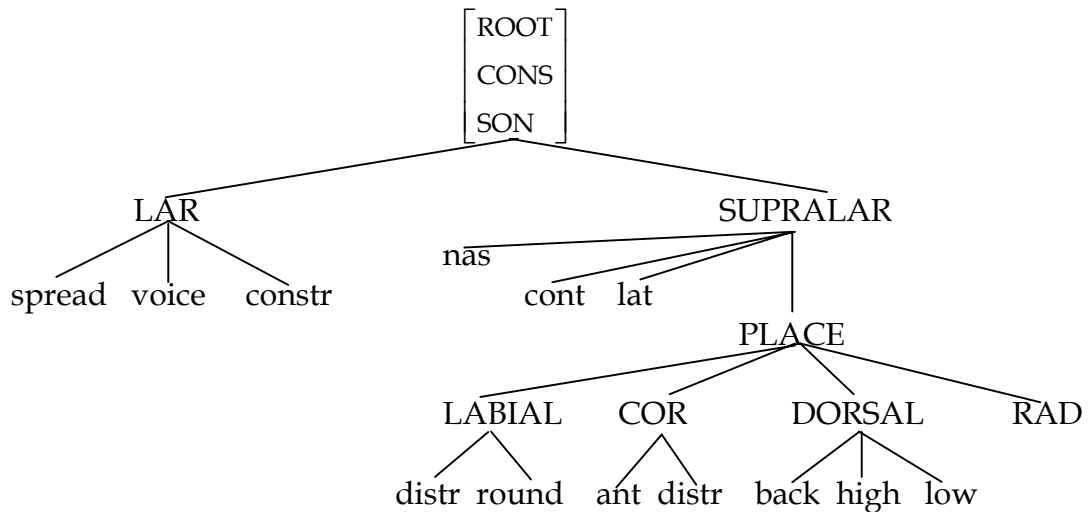 ROOT
CONS
SON
LAR SUPRALAR
nas
spread voice constr cont lat
PLACE
LABIAL COR DORSAL RAD
distr round ant distr back high low